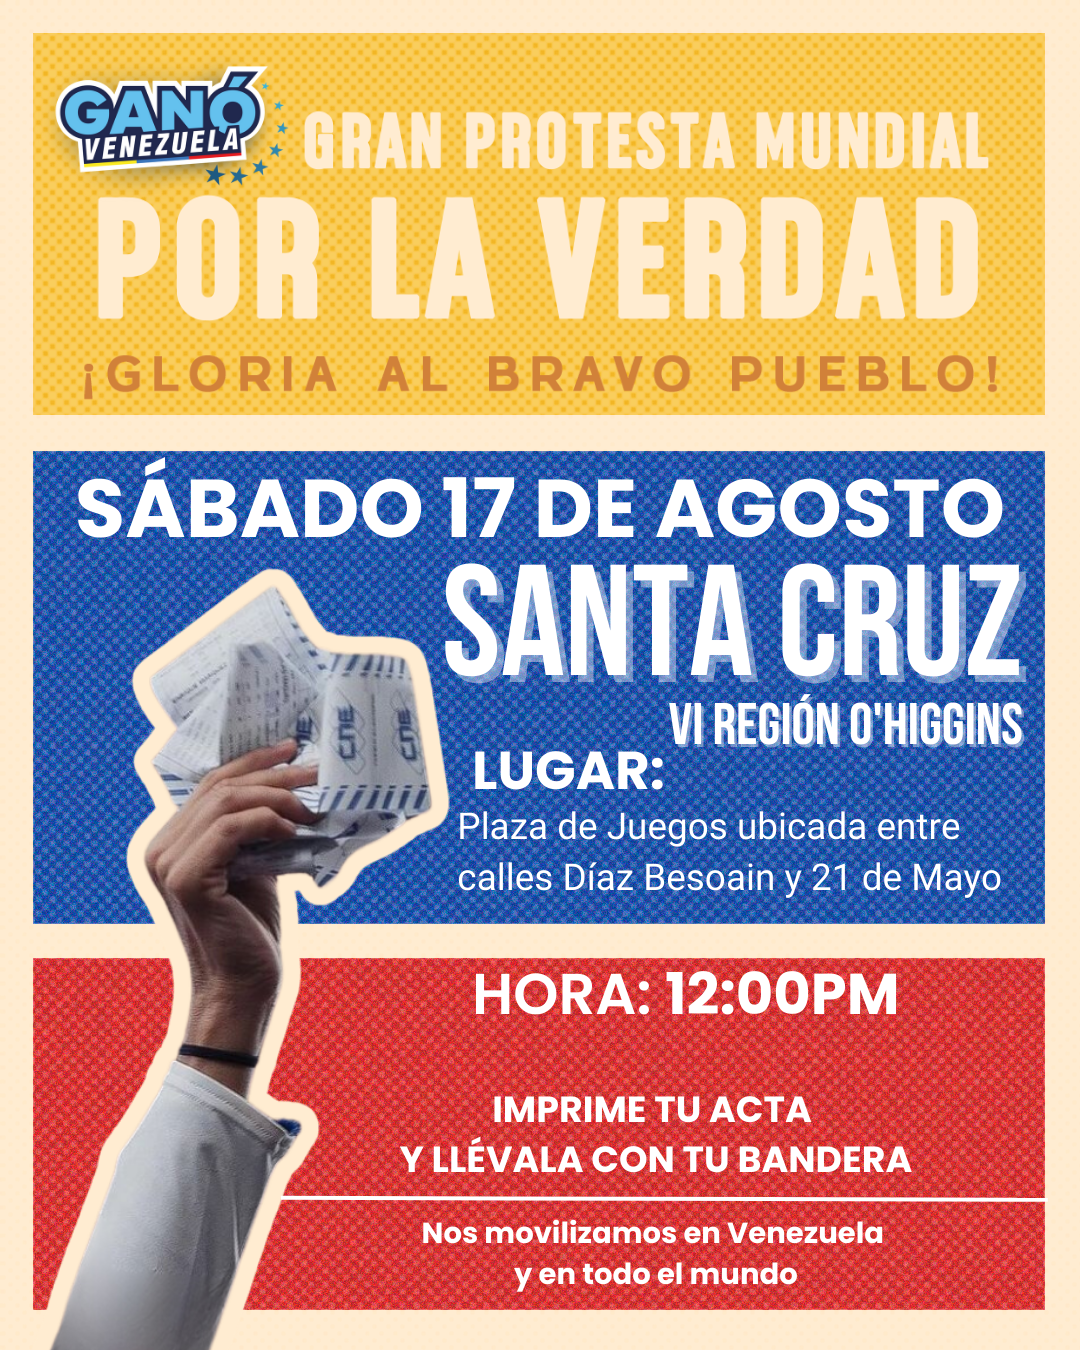 GANÓ
VENEZUELA
GRAN PROTESTA MUNDIAL
POR LA VERDAD
¡GLORIA AL BRAVO PUEBLO!
SÁBADO 17 DE AGOSTO
SANTA CRUZ
VI REGIÓN O'HIGGINS
LUGAR:
Plaza de Juegos ubicada entre
calles Díaz Besoain y 21 de Mayo
CNE
CNE
HORA: 12:00PM
IMPRIME TU ACTA
Y LLÉVALA CON TU BANDERA
Nos movilizamos en Venezuela
y en todo el mundo